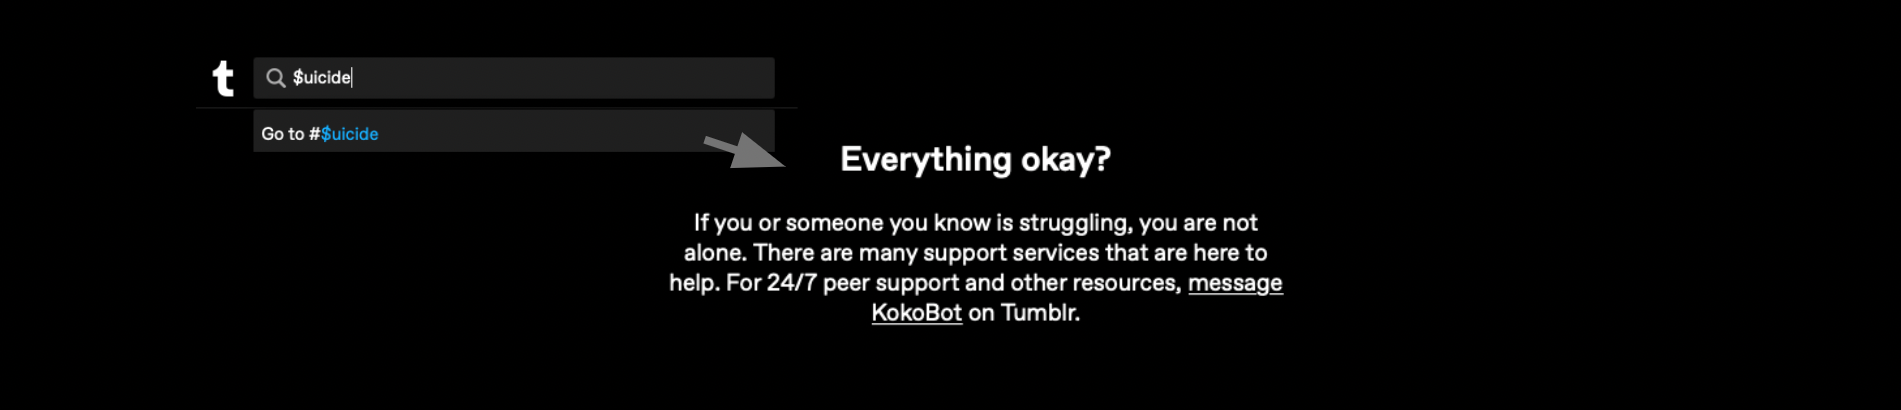 t
$uicide
Go to #$uicide
Everything okay?
If you or someone you know is struggling, you are not
alone. There are many support services that are here to
help. For 24/7 peer support and other resources, message
KokoBot on Tumblr.